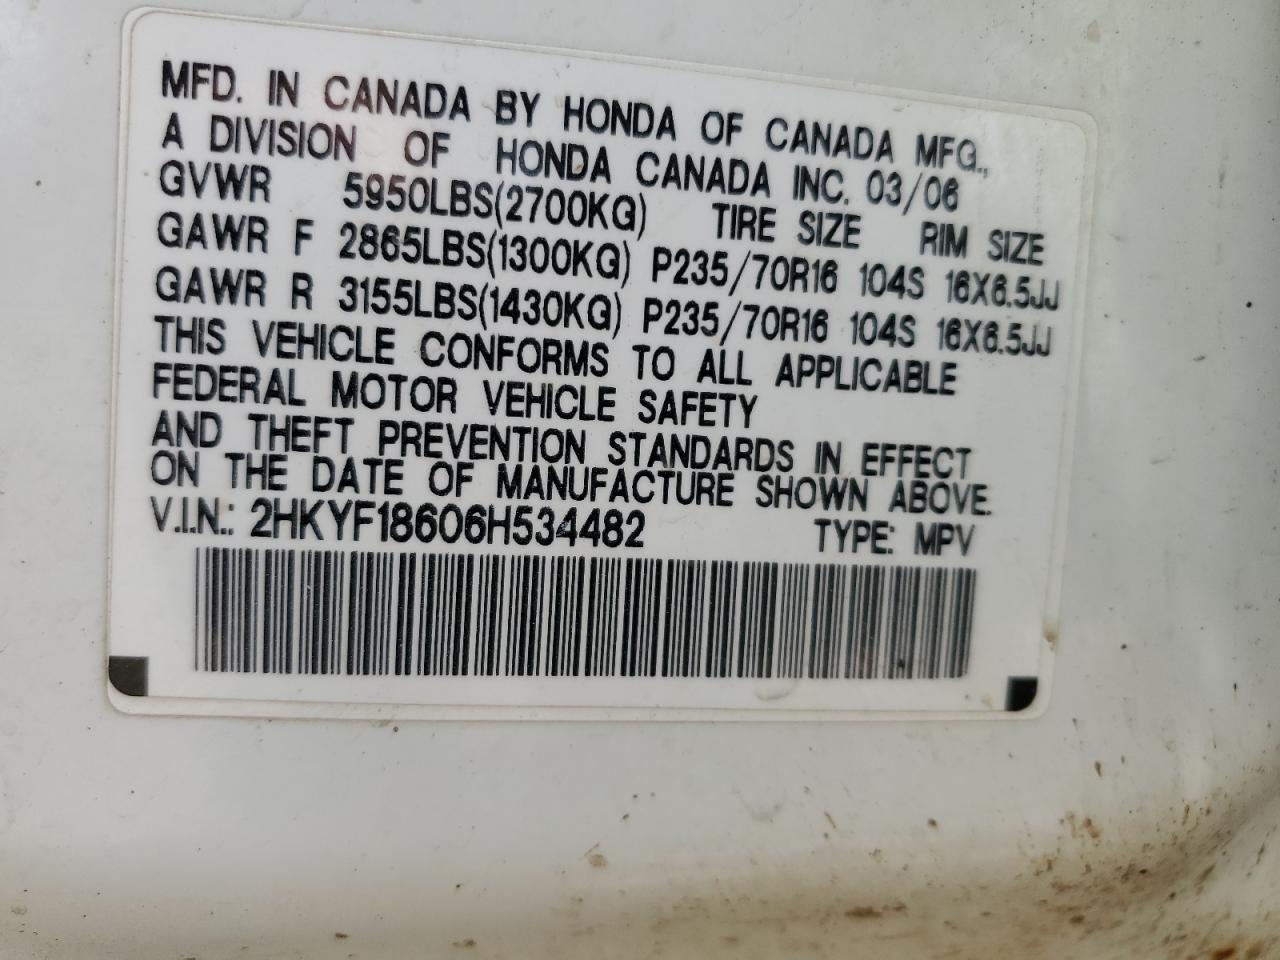 MFD. IN CANADA BY HONDA OF CANADA MFG.,
A DIVISION OF HONDA CANADA INC. 03/06
GVWR 5950LBS(2700KG) TIRE SIZE RIM SIZE
GAWR F 2865LBS(1300KG) P235/70R16 104S 16X6.5JJ
GAWR R 3155LBS(1430KG) P235/70R16 104S 16X6.5JJ
THIS VEHICLE CONFORMS TO ALL APPLICABLE
FEDERAL MOTOR VEHICLE SAFETY
AND THEFT PREVENTION STANDARDS IN EFFECT
ON THE DATE OF MANUFACTURE SHOWN ABOVE.
V.I.N.: 2HKYF18606H534482 TYPE: MPV